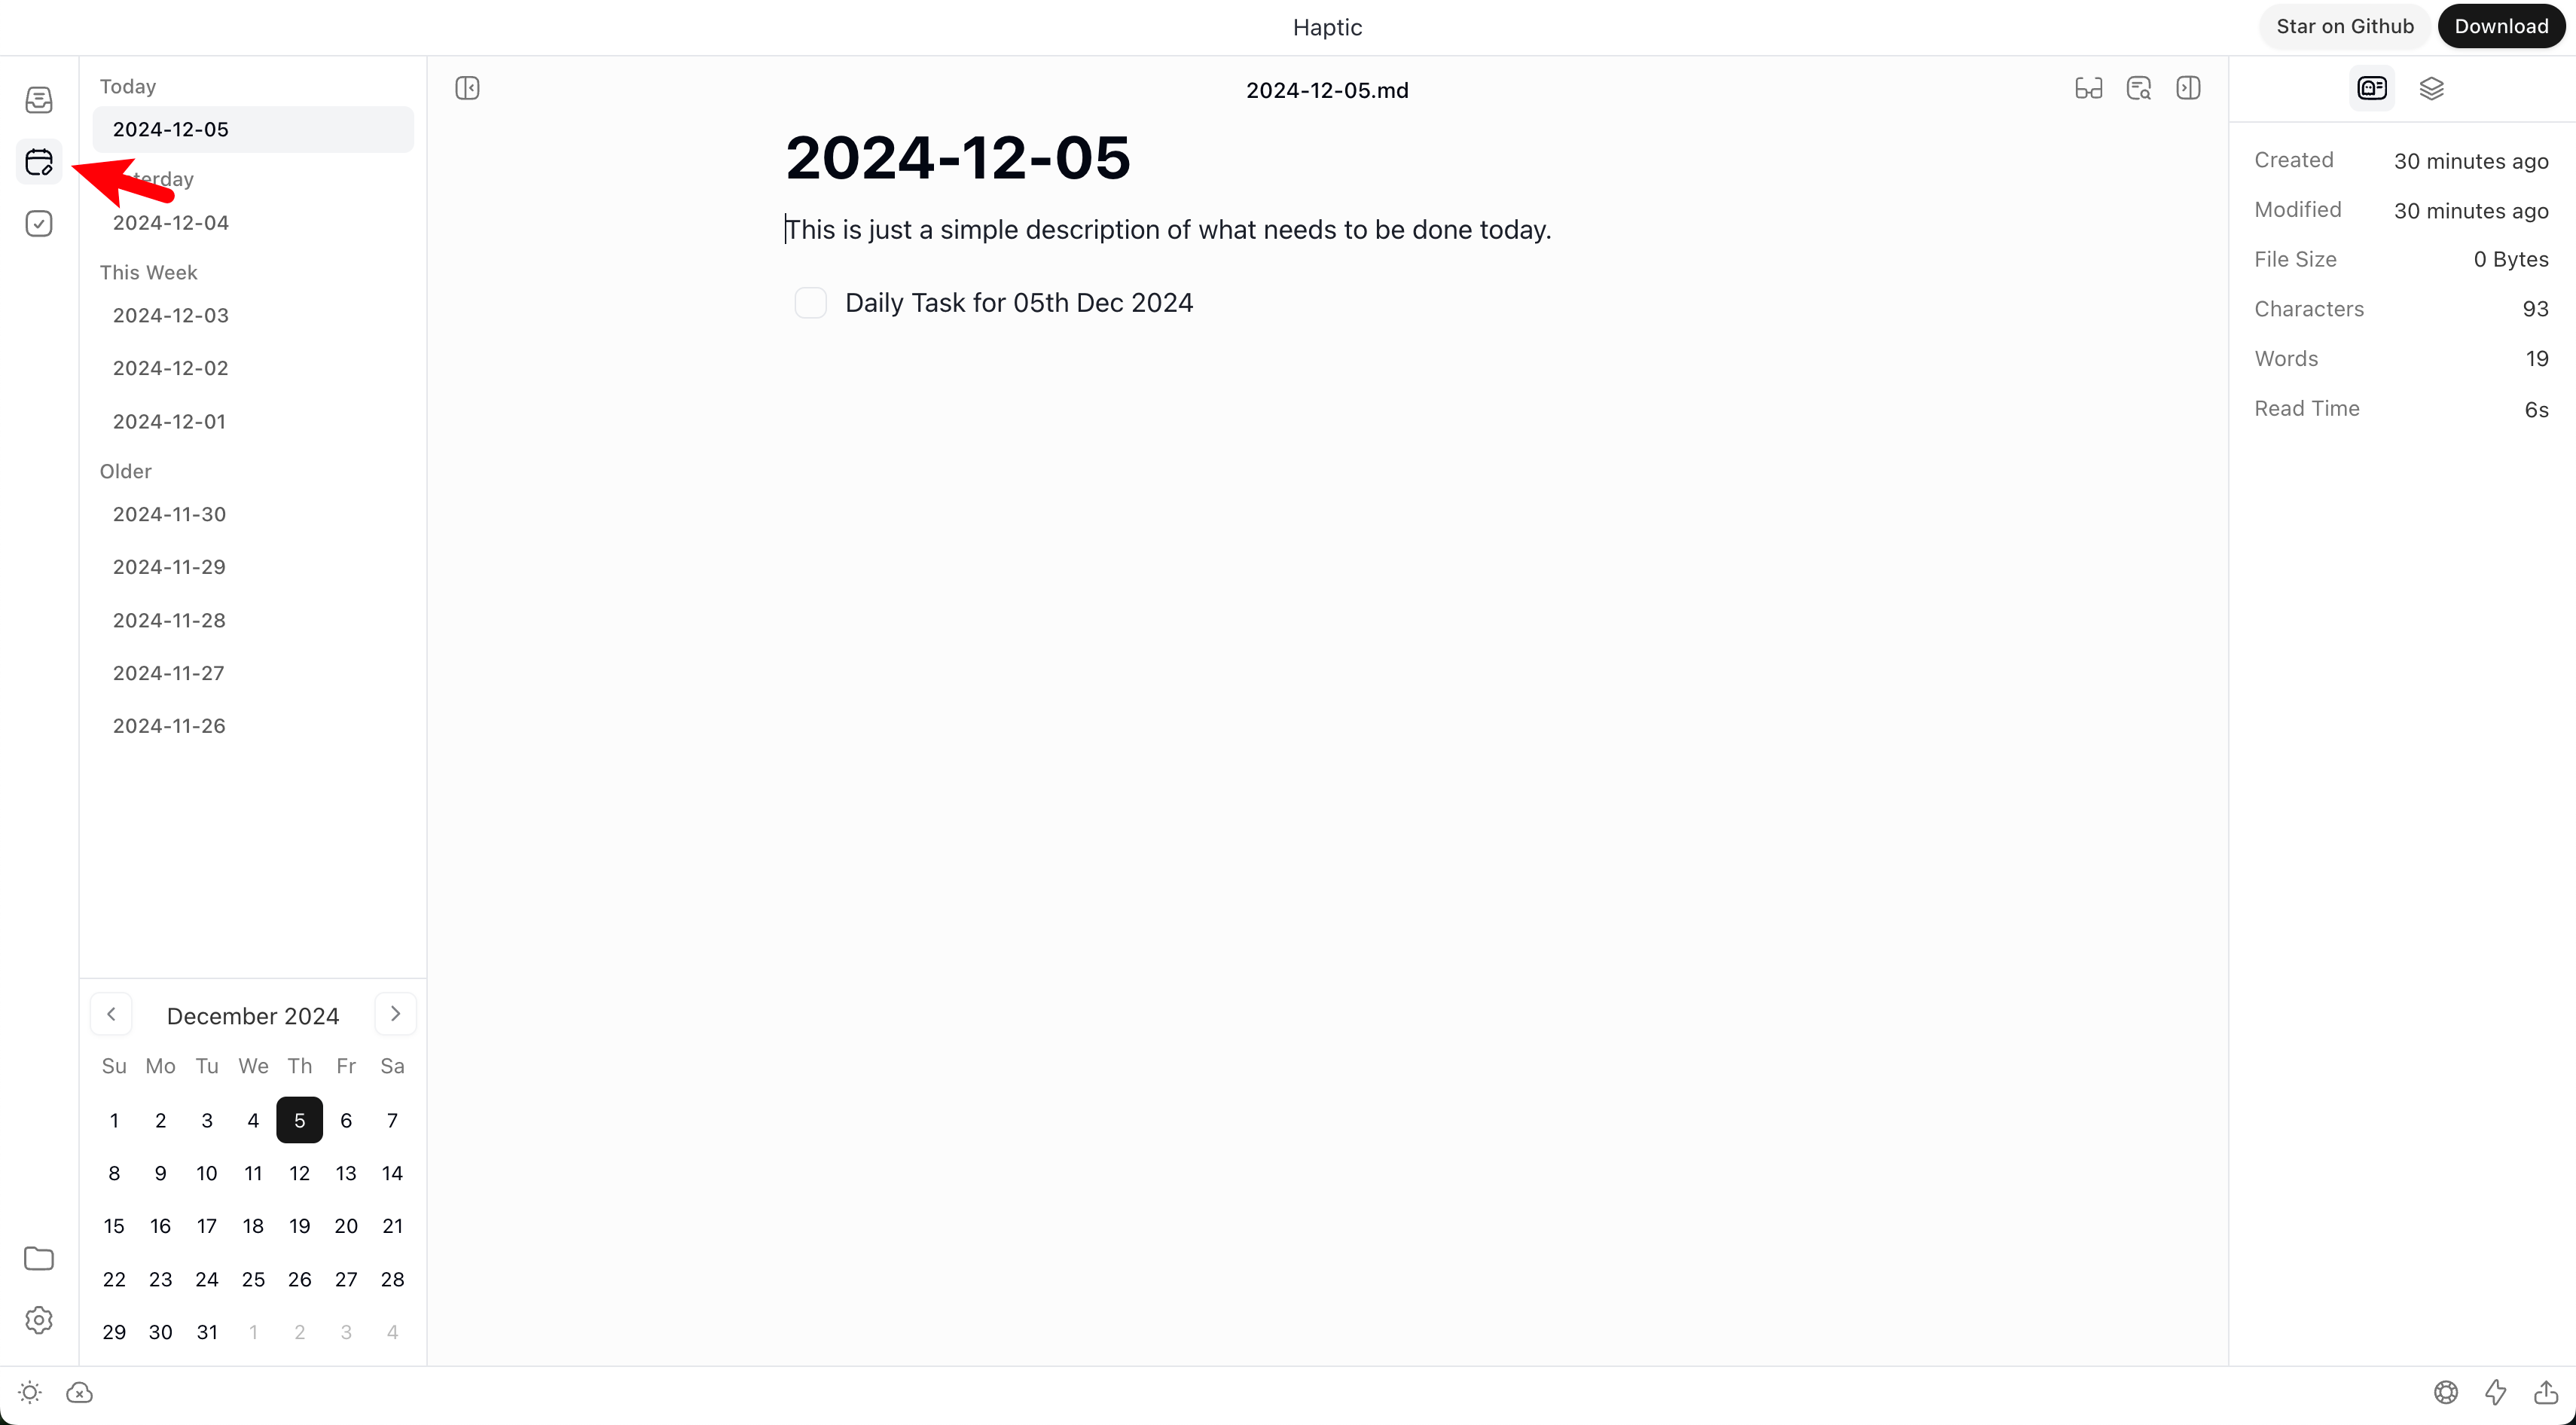 Haptic
Star on Github
Download
Today
2024-12-05
terday
2024-12-04
This Week
2024-12-03
2024-12-02
2024-12-01
Older
2024-11-30
2024-11-29
2024-11-28
2024-11-27
2024-11-26
December 2024
Su Mo Tu We Th Fr Sa
1 2 3 4 5 6 7
8 9 10 11 12 13 14
15 16 17 18 19 20 21
22 23 24 25 26 27 28
29 30 31 1 2 3 4
2024-12-05.md
2024-12-05
This is just a simple description of what needs to be done today.
Daily Task for 05th Dec 2024
Created 30 minutes ago
Modified 30 minutes ago
File Size 0 Bytes
Characters 93
Words 19
Read Time 6s